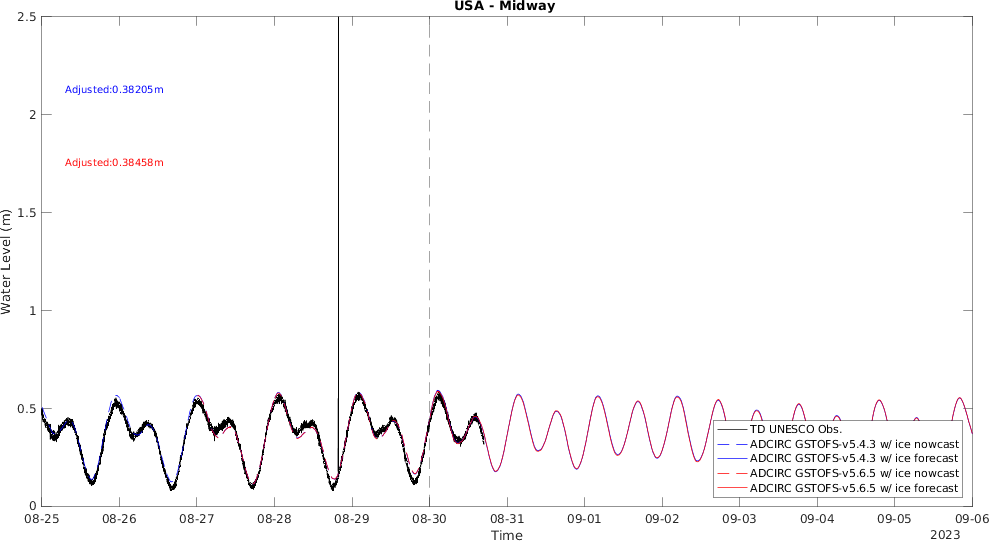 USA - Midway
2.5
2
1.5
1
0.5
0
Water Level (m)
Adjusted:0.38205m
Adjusted:0.38458m
TD UNESCO Obs.
ADCIRC GSTOFS-v5.4.3 w/ ice nowcast
ADCIRC GSTOFS-v5.4.3 w/ ice forecast
ADCIRC GSTOFS-v5.6.5 w/ ice nowcast
ADCIRC GSTOFS-v5.6.5 w/ ice forecast
08-25 08-26 08-27 08-28 08-29 08-30 08-31 09-01 09-02 09-03 09-04 09-05 09-06
Time
2023